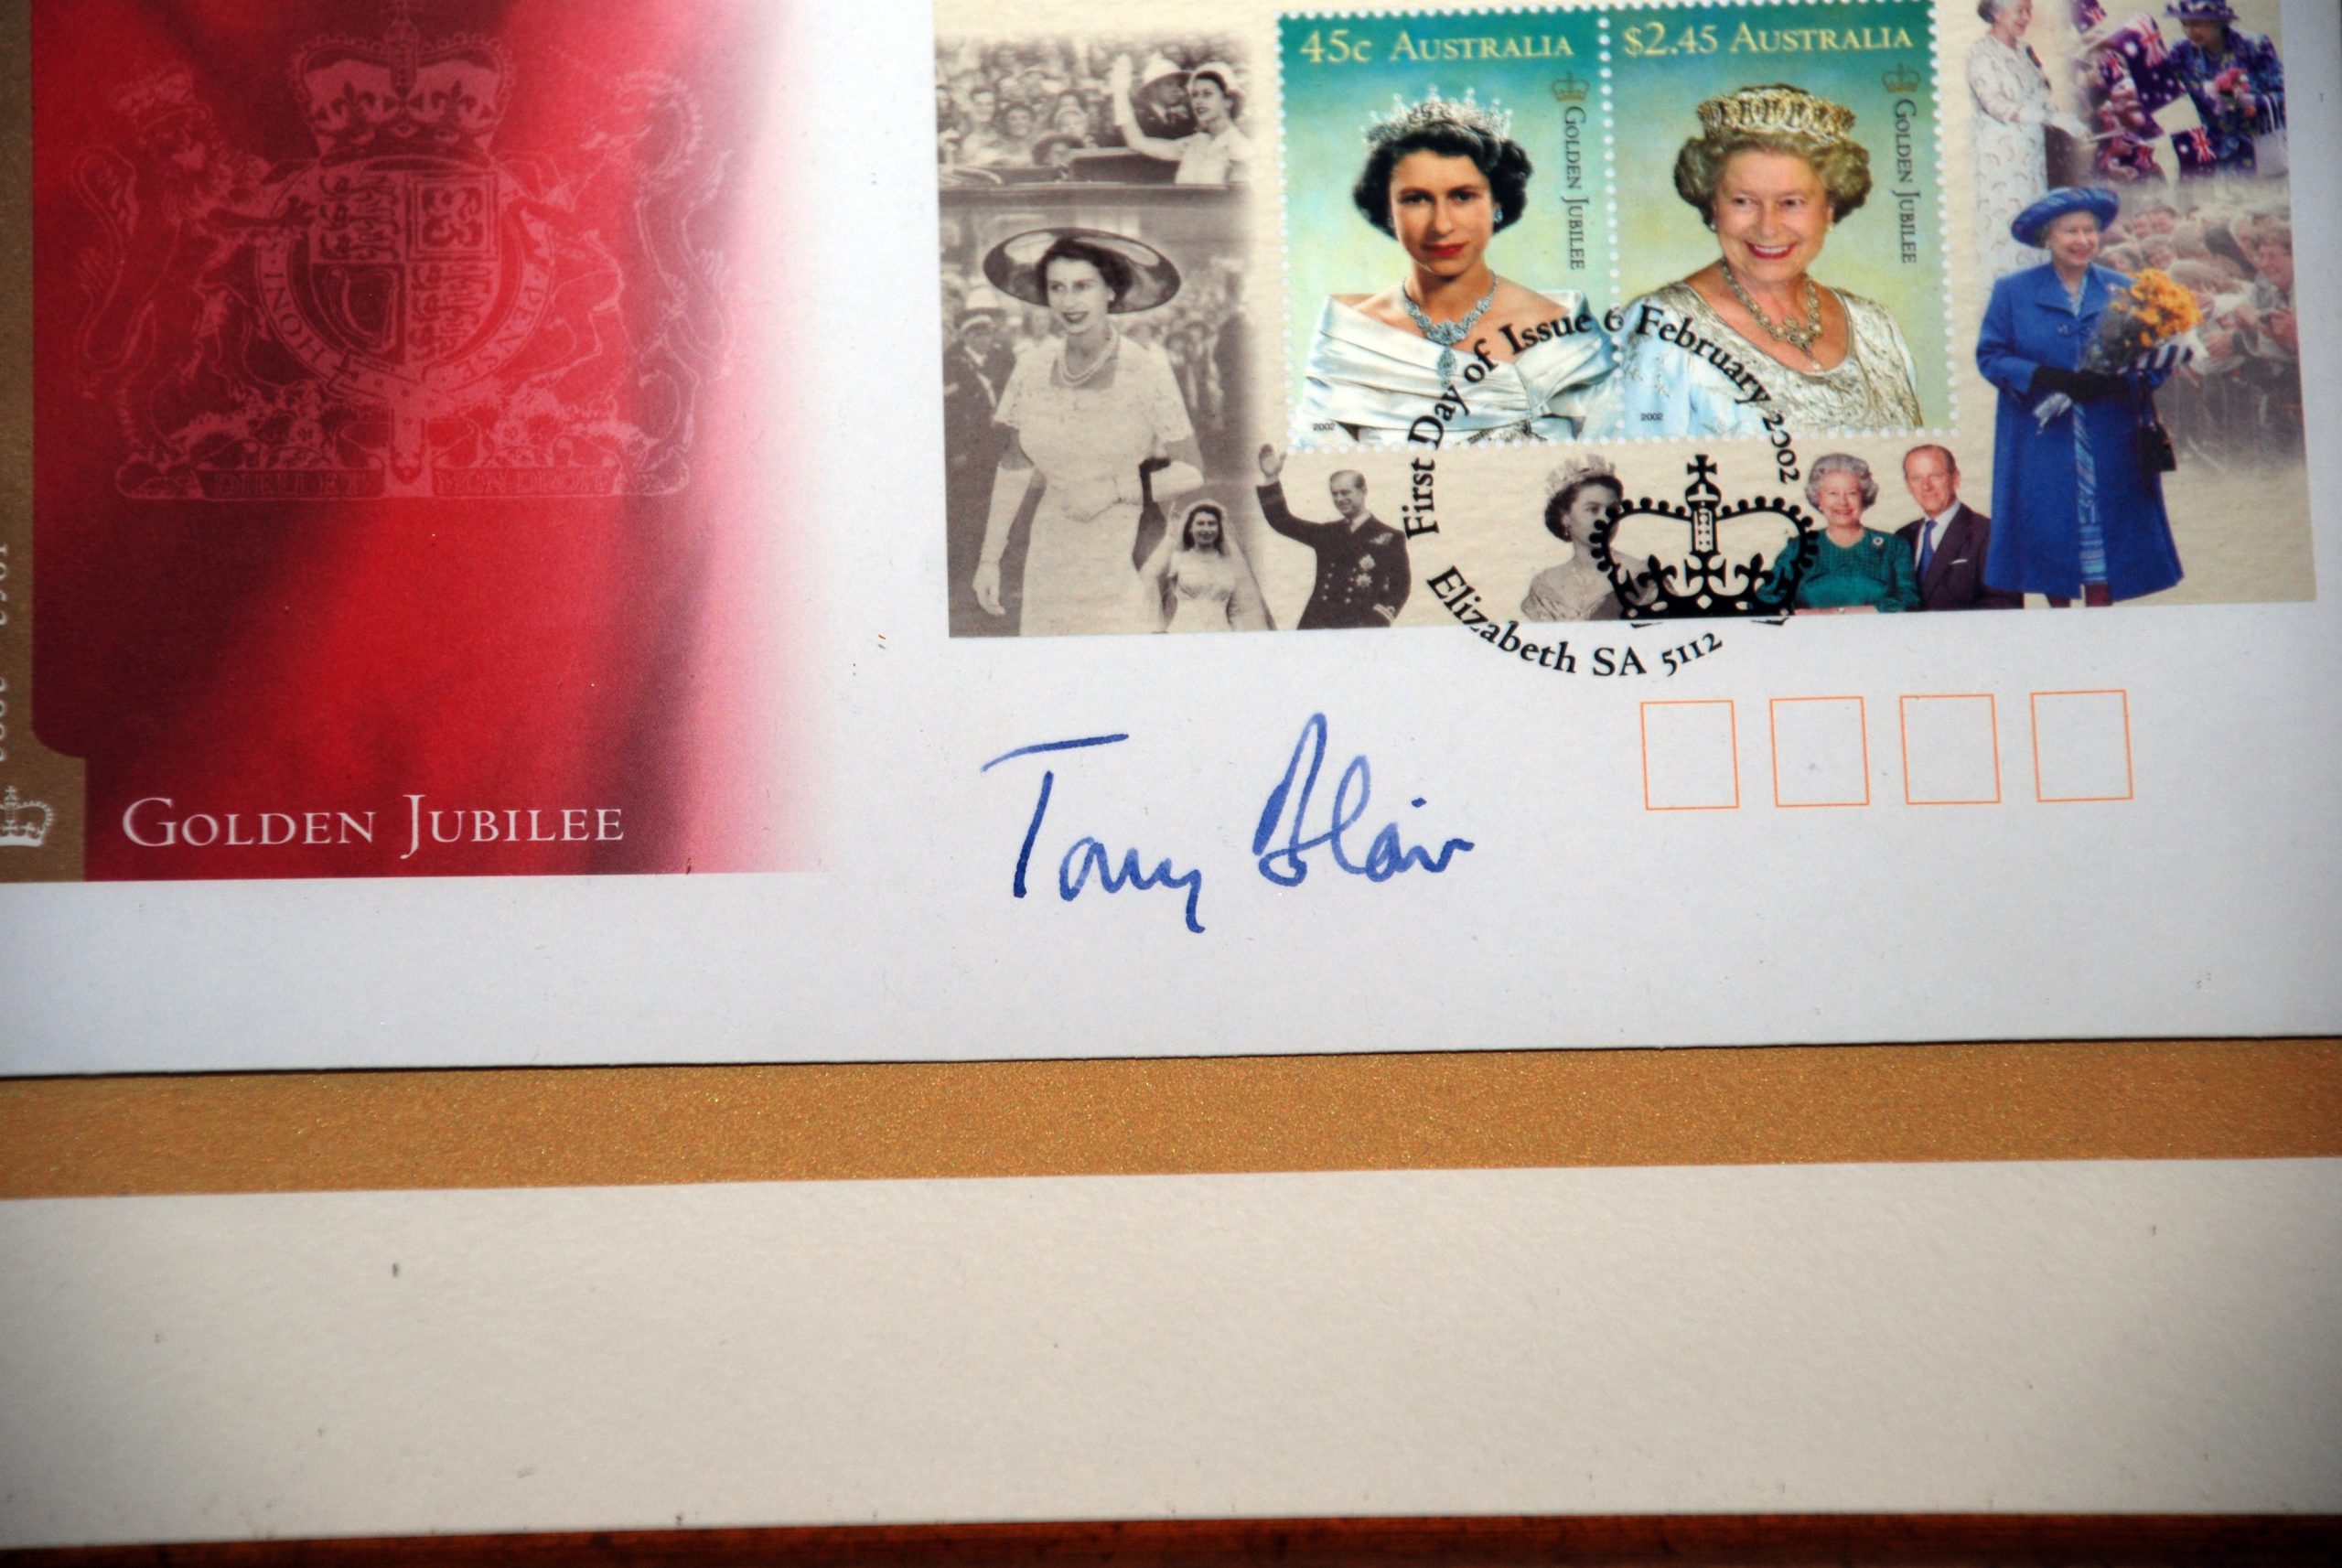 45c AUSTRALIA
GOLDEN JUBILEE
2002
$2.45 AUSTRALIA
GOLDEN JUBILEE
2002
First Day of Issue 6 February 2002
Elizabeth SA 5112
GOLDEN JUBILEE
Tony Blair